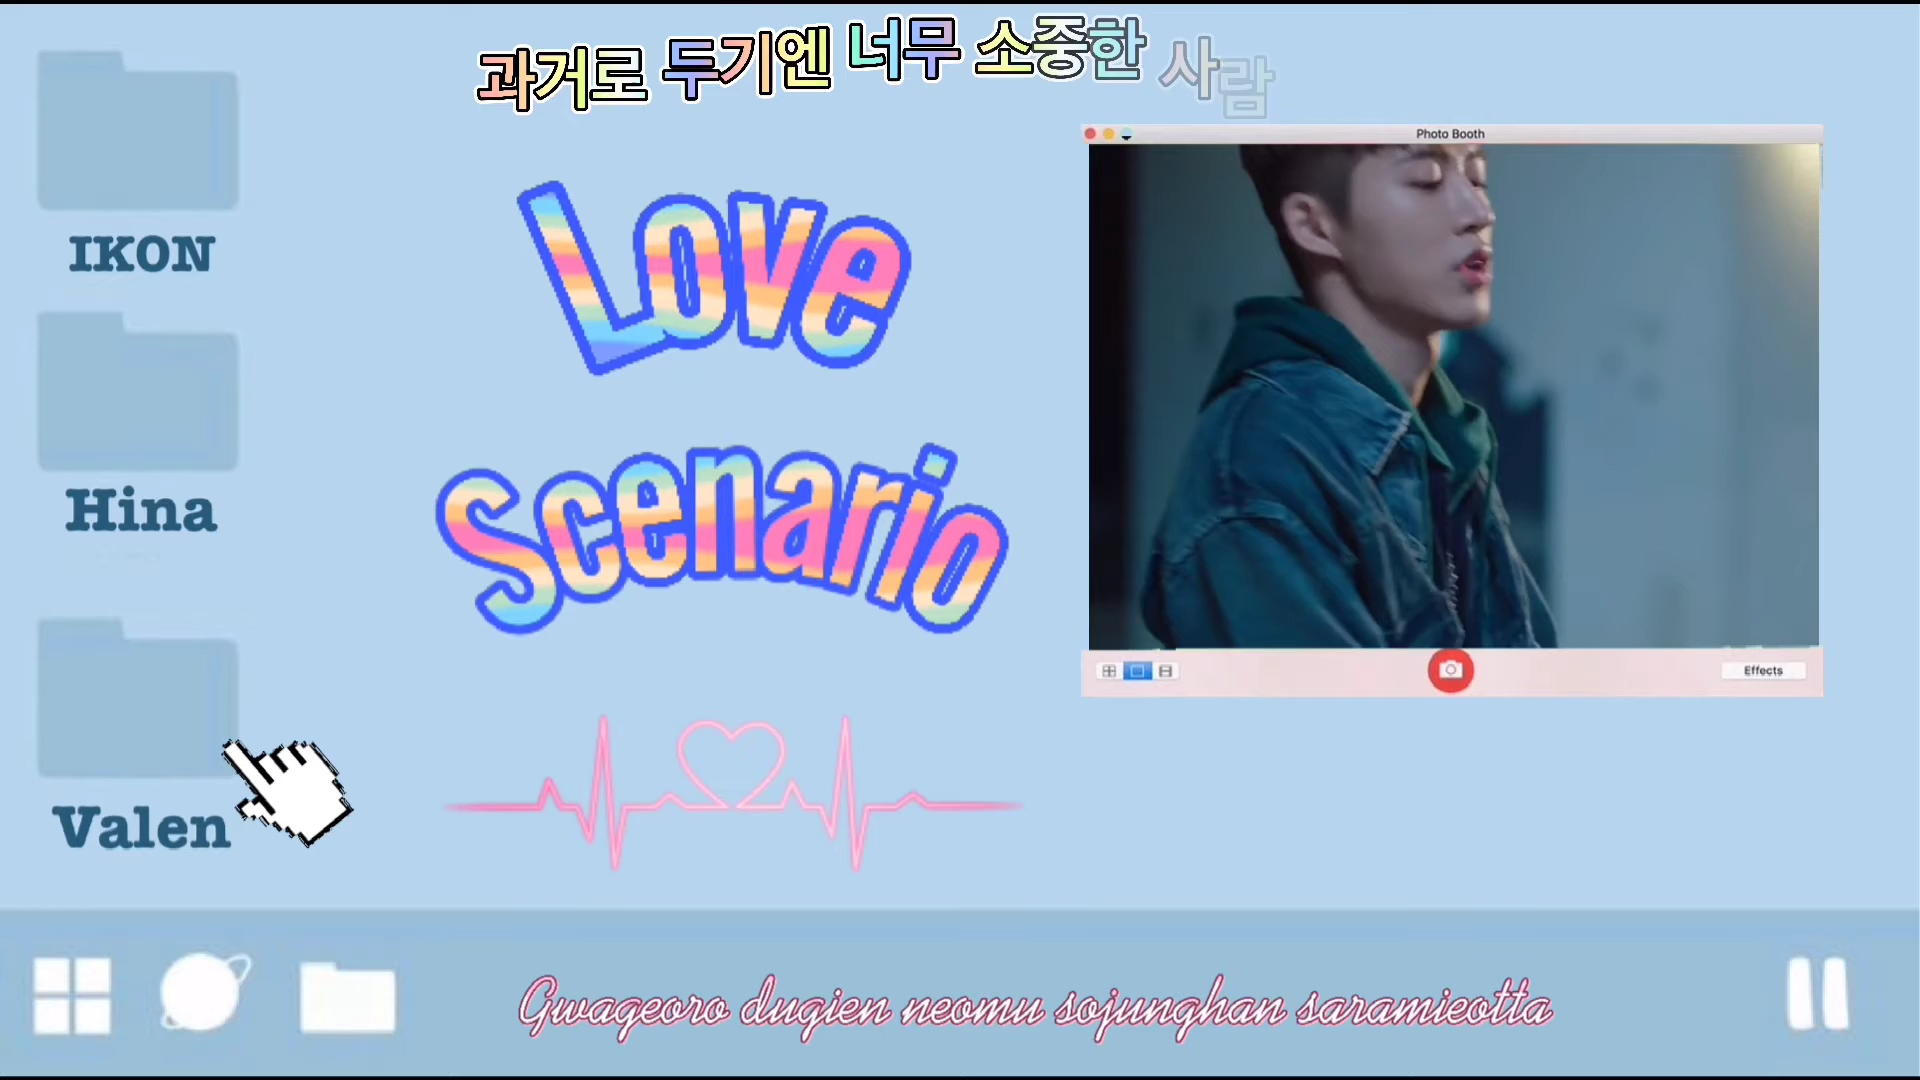 과거로 두기엔 너무 소중한 사람
Photo Booth
IKON
Love
Scenario
Hina
Effects
Valen
Gwageoro dugien neomu sojunghan saramieotta